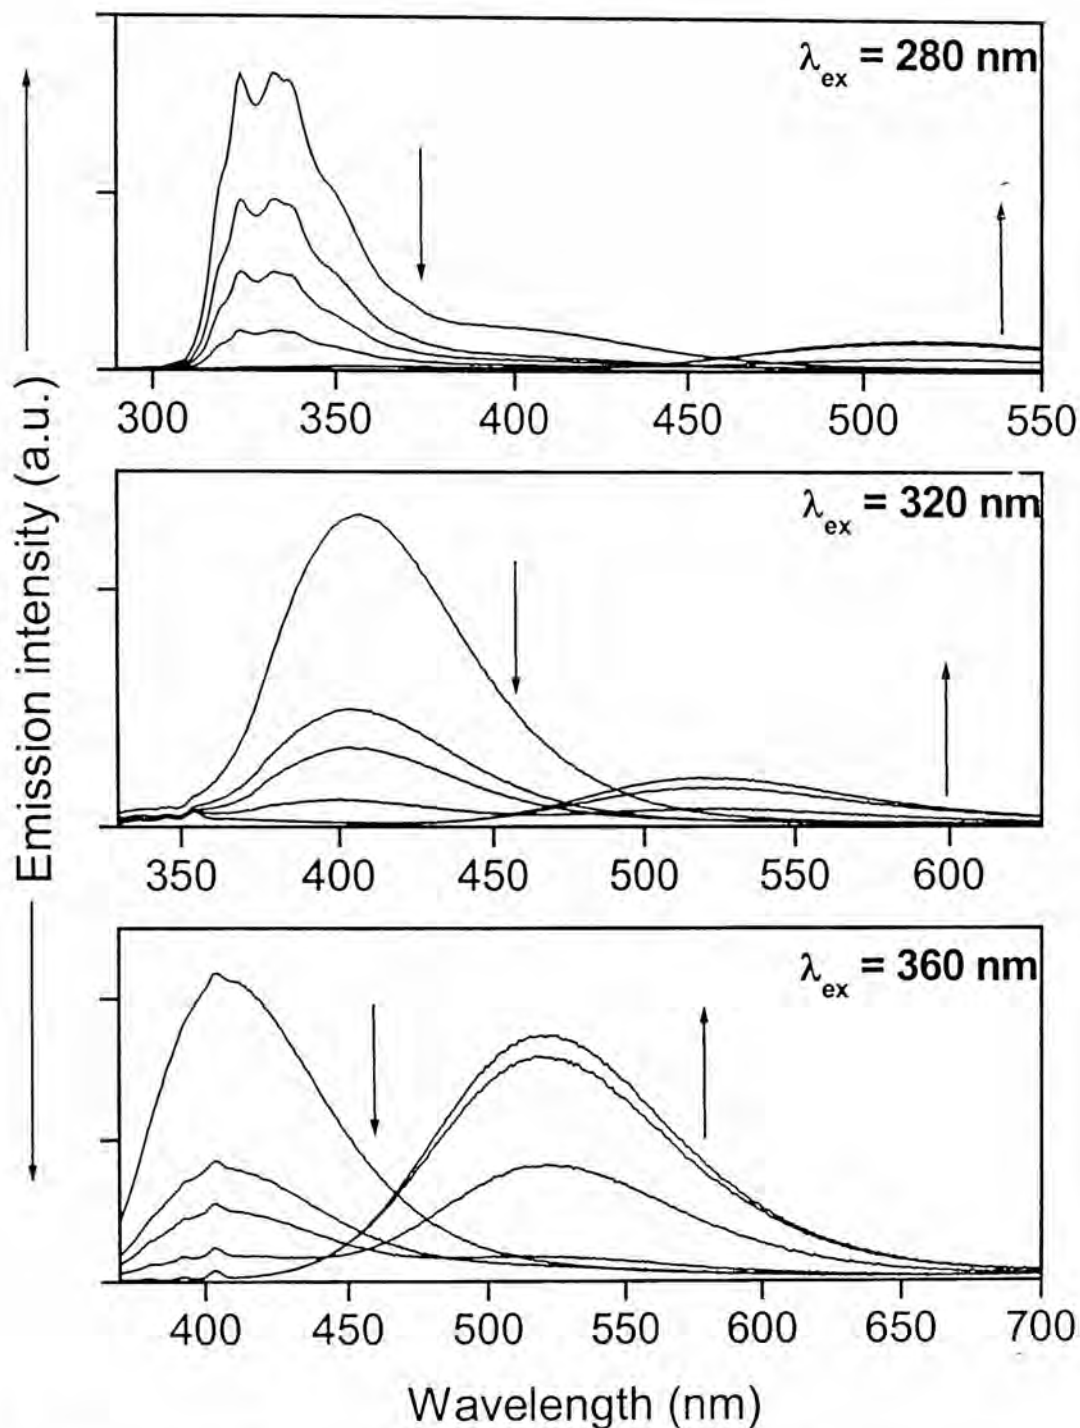 λex = 280 nm
300 350 400 450 500 550
λex = 320 nm
350 400 450 500 550 600
λex = 360 nm
400 450 500 550 600 650 700
Wavelength (nm)
Emission intensity (a.u.)